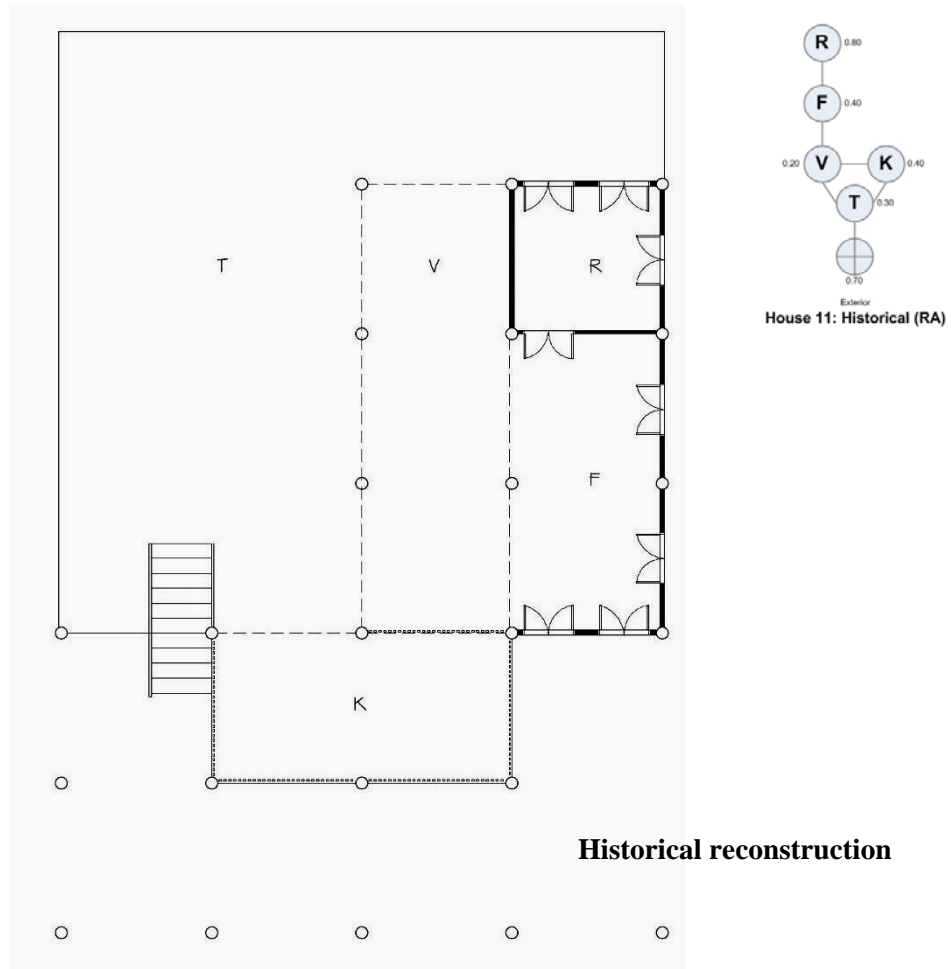 R 0.80
F 0.40
0.20 V K 0.40
T 0.30
0.70
Exterior
House 11: Historical (RA)
T V R
F
K
Historical reconstruction